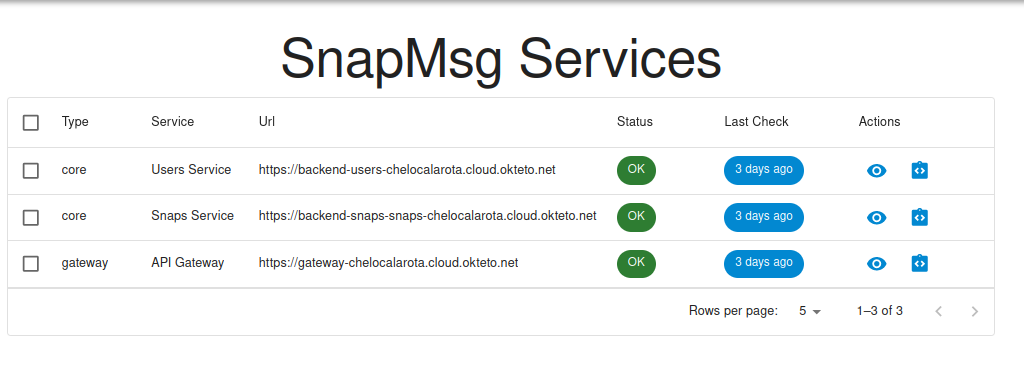 SnapMsg Services
Type Service Url Status Last Check Actions
core Users Service https://backend-users-chelocalarota.cloud.okteto.net OK 3 days ago
core Snaps Service https://backend-snaps-snaps-chelocalarota.cloud.okteto.net OK 3 days ago
gateway API Gateway https://gateway-chelocalarota.cloud.okteto.net OK 3 days ago
Rows per page: 5 1–3 of 3